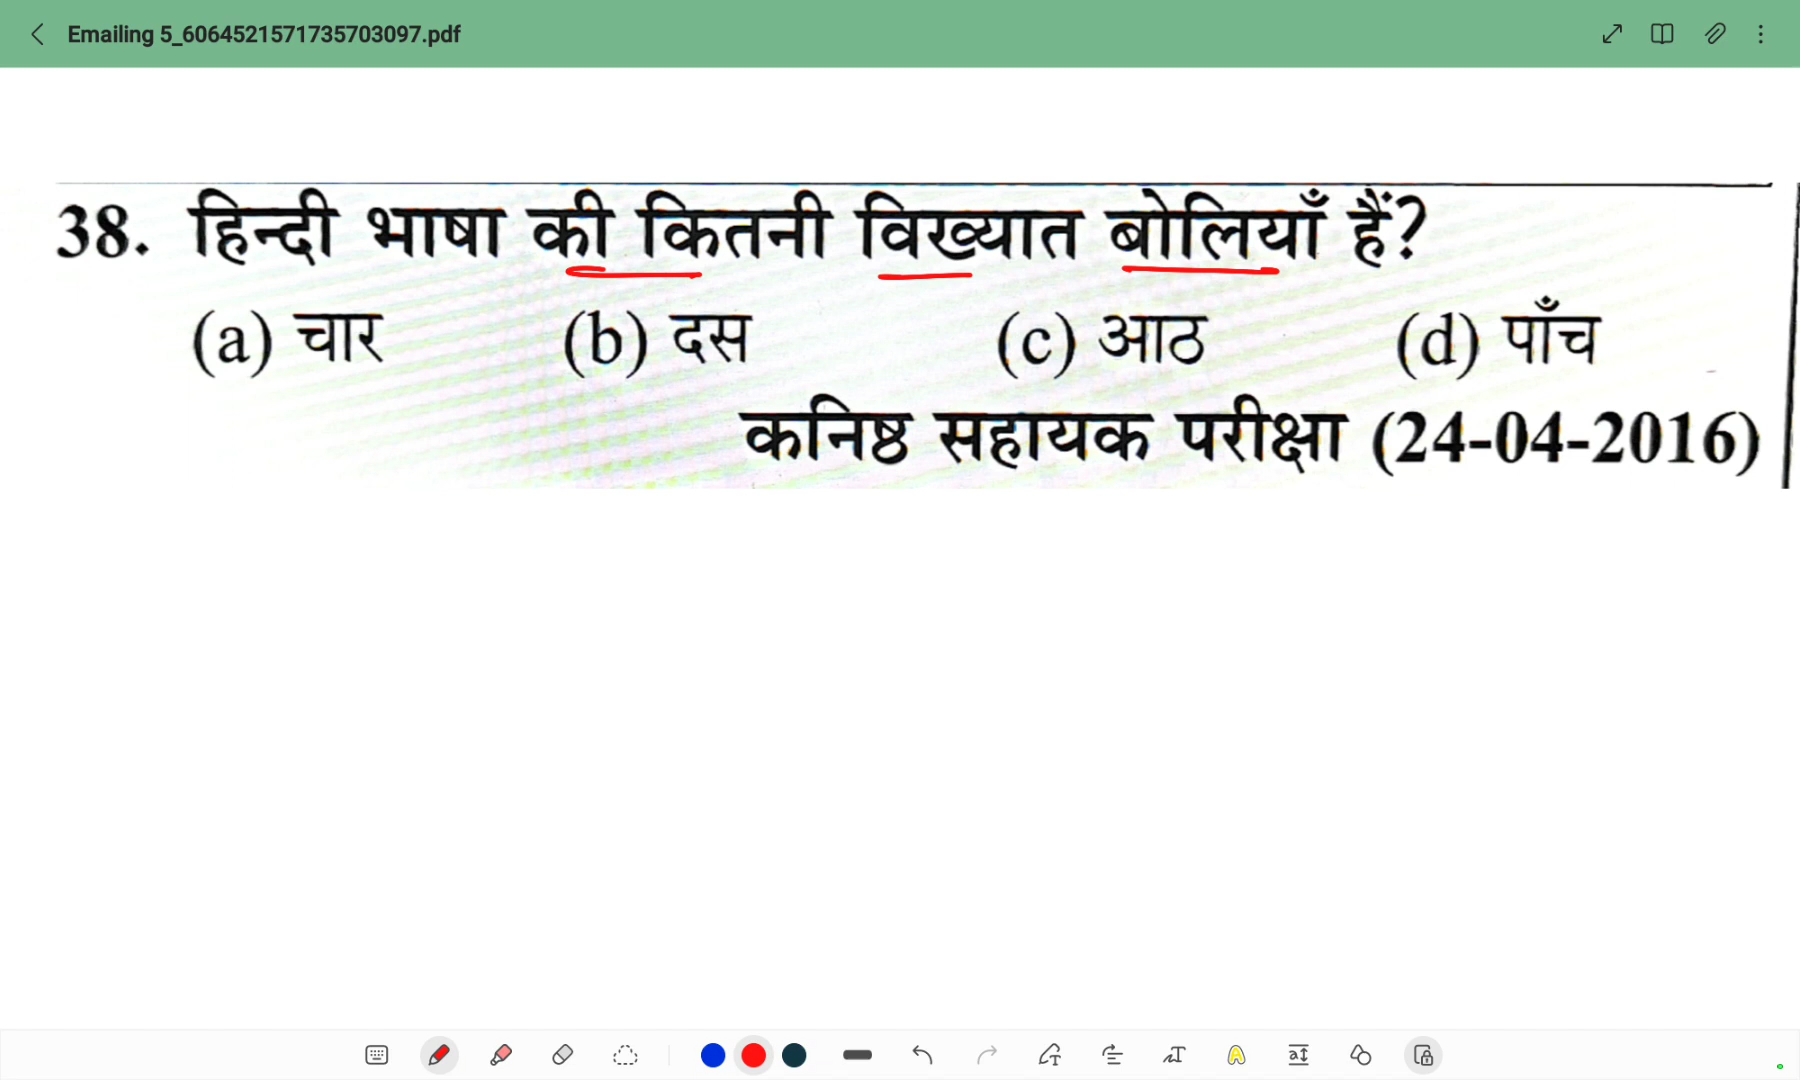 Emailing 5_6064521571735703097.pdf
38. हिन्दी भाषा की कितनी विख्यात बोलियाँ हैं?
(a) चार (b) दस (c) आठ (d) पाँच
कनिष्ठ सहायक परीक्षा (24-04-2016)